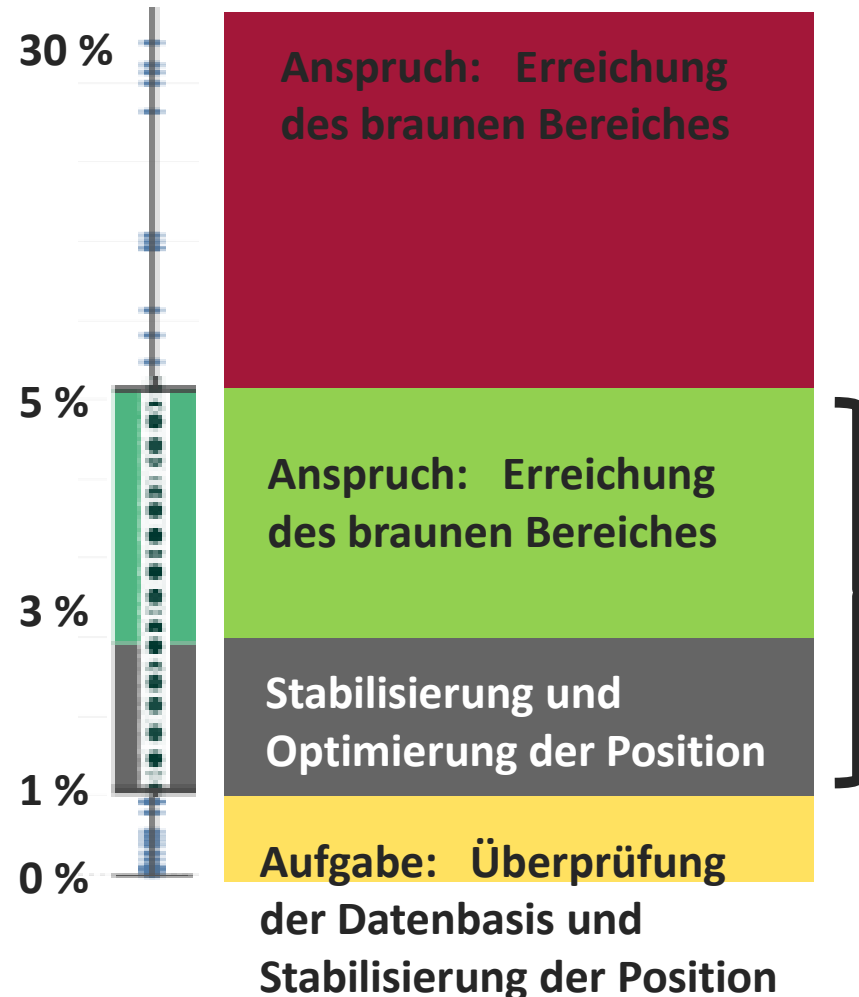 30 %
Anspruch: Erreichung
des braunen Bereiches
5 %
Anspruch: Erreichung
des braunen Bereiches
3 %
Stabilisierung und
Optimierung der Position
1 %
Aufgabe: Überprüfung
0 %
der Datenbasis und
Stabilisierung der Position